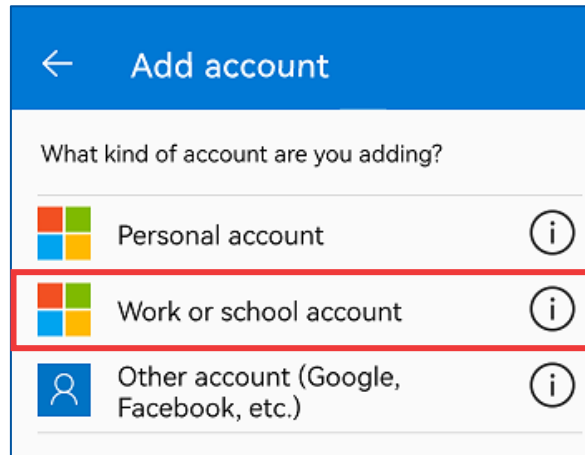 Add account
What kind of account are you adding?
Personal account
Work or school account
Other account (Google,
Facebook, etc.)